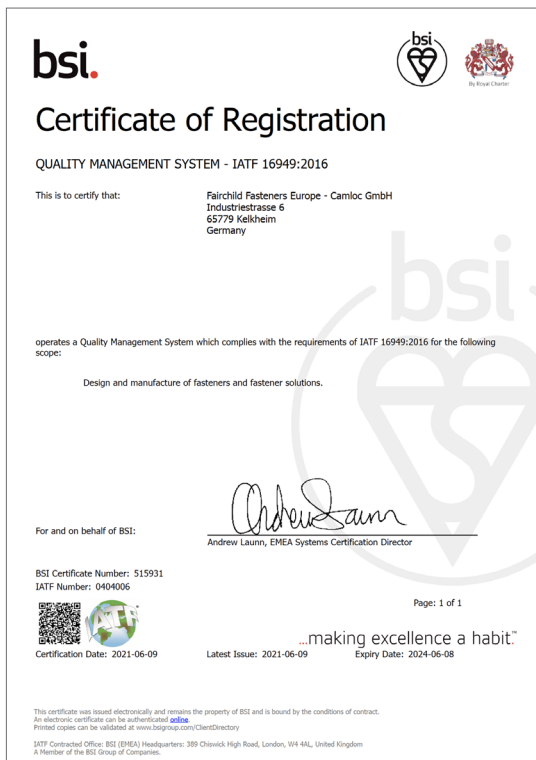 bsi.
bsi
By Royal Charter
Certificate of Registration
QUALITY MANAGEMENT SYSTEM - IATF 16949:2016
This is to certify that:
Fairchild Fasteners Europe - Camloc GmbH
Industriestrasse 6
65779 Kelkheim
Germany
bsi
operates a Quality Management System which complies with the requirements of IATF 16949:2016 for the following
scope:
Design and manufacture of fasteners and fastener solutions.
For and on behalf of BSI:
Andrew Launn, EMEA Systems Certification Director
BSI Certificate Number: 515931
IATF Number: 0404006
IATF
Page: 1 of 1
...making excellence a habit.™
Certification Date: 2021-06-09
Latest Issue: 2021-06-09
Expiry Date: 2024-06-08
This certificate was issued electronically and remains the property of BSI and is bound by the conditions of contract.
An electronic certificate can be authenticated online.
Printed copies can be validated at www.bsigroup.com/ClientDirectory
IATF Contracted Office: BSI (EMEA) Headquarters: 389 Chiswick High Road, London, W4 4AL, United Kingdom
A Member of the BSI Group of Companies.